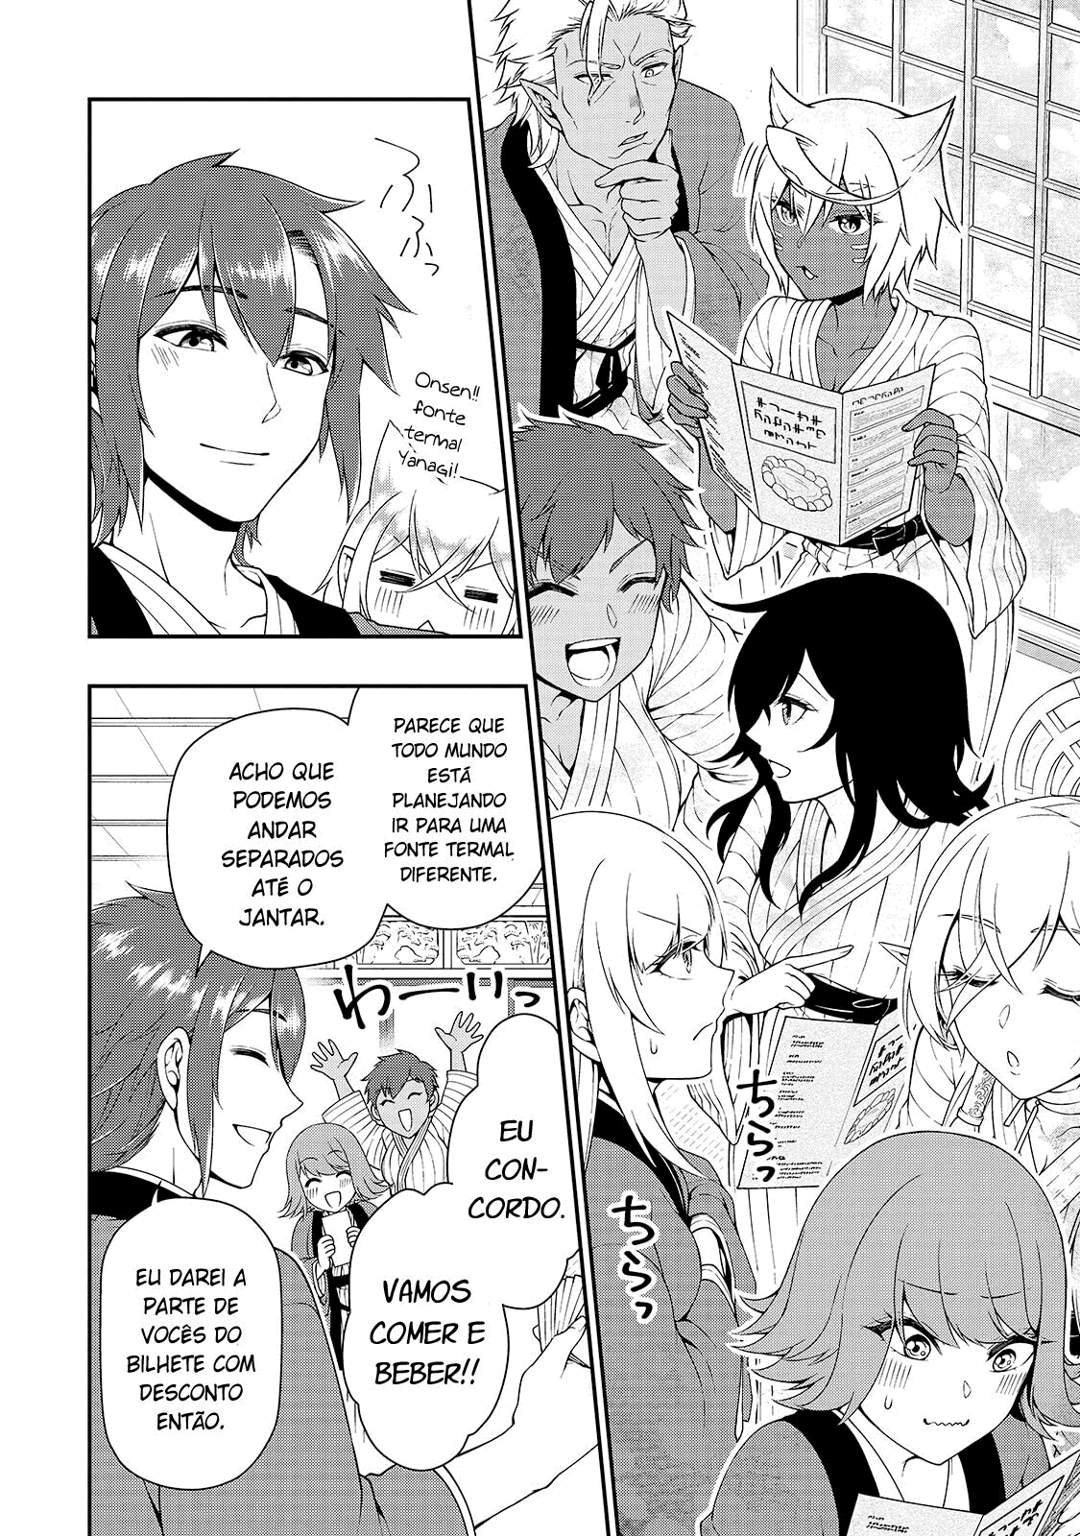 ふふっ
Onsen!!
fonte
termal
Yanagi!
ちらっ
ちらっ
PARECE QUE
TODO MUNDO
ESTÁ
PLANEJANDO
IR PARA UMA
FONTE TERMAL
DIFERENTE.
ACHO QUE
PODEMOS
ANDAR
SEPARADOS
ATÉ O
JANTAR.
わーいっ
EU
CON-
CORDO.
VAMOS
COMER E
BEBER!!
EU DAREI A
PARTE DE
VOCÊS DO
BILHETE COM
DESCONTO
ENTÃO.